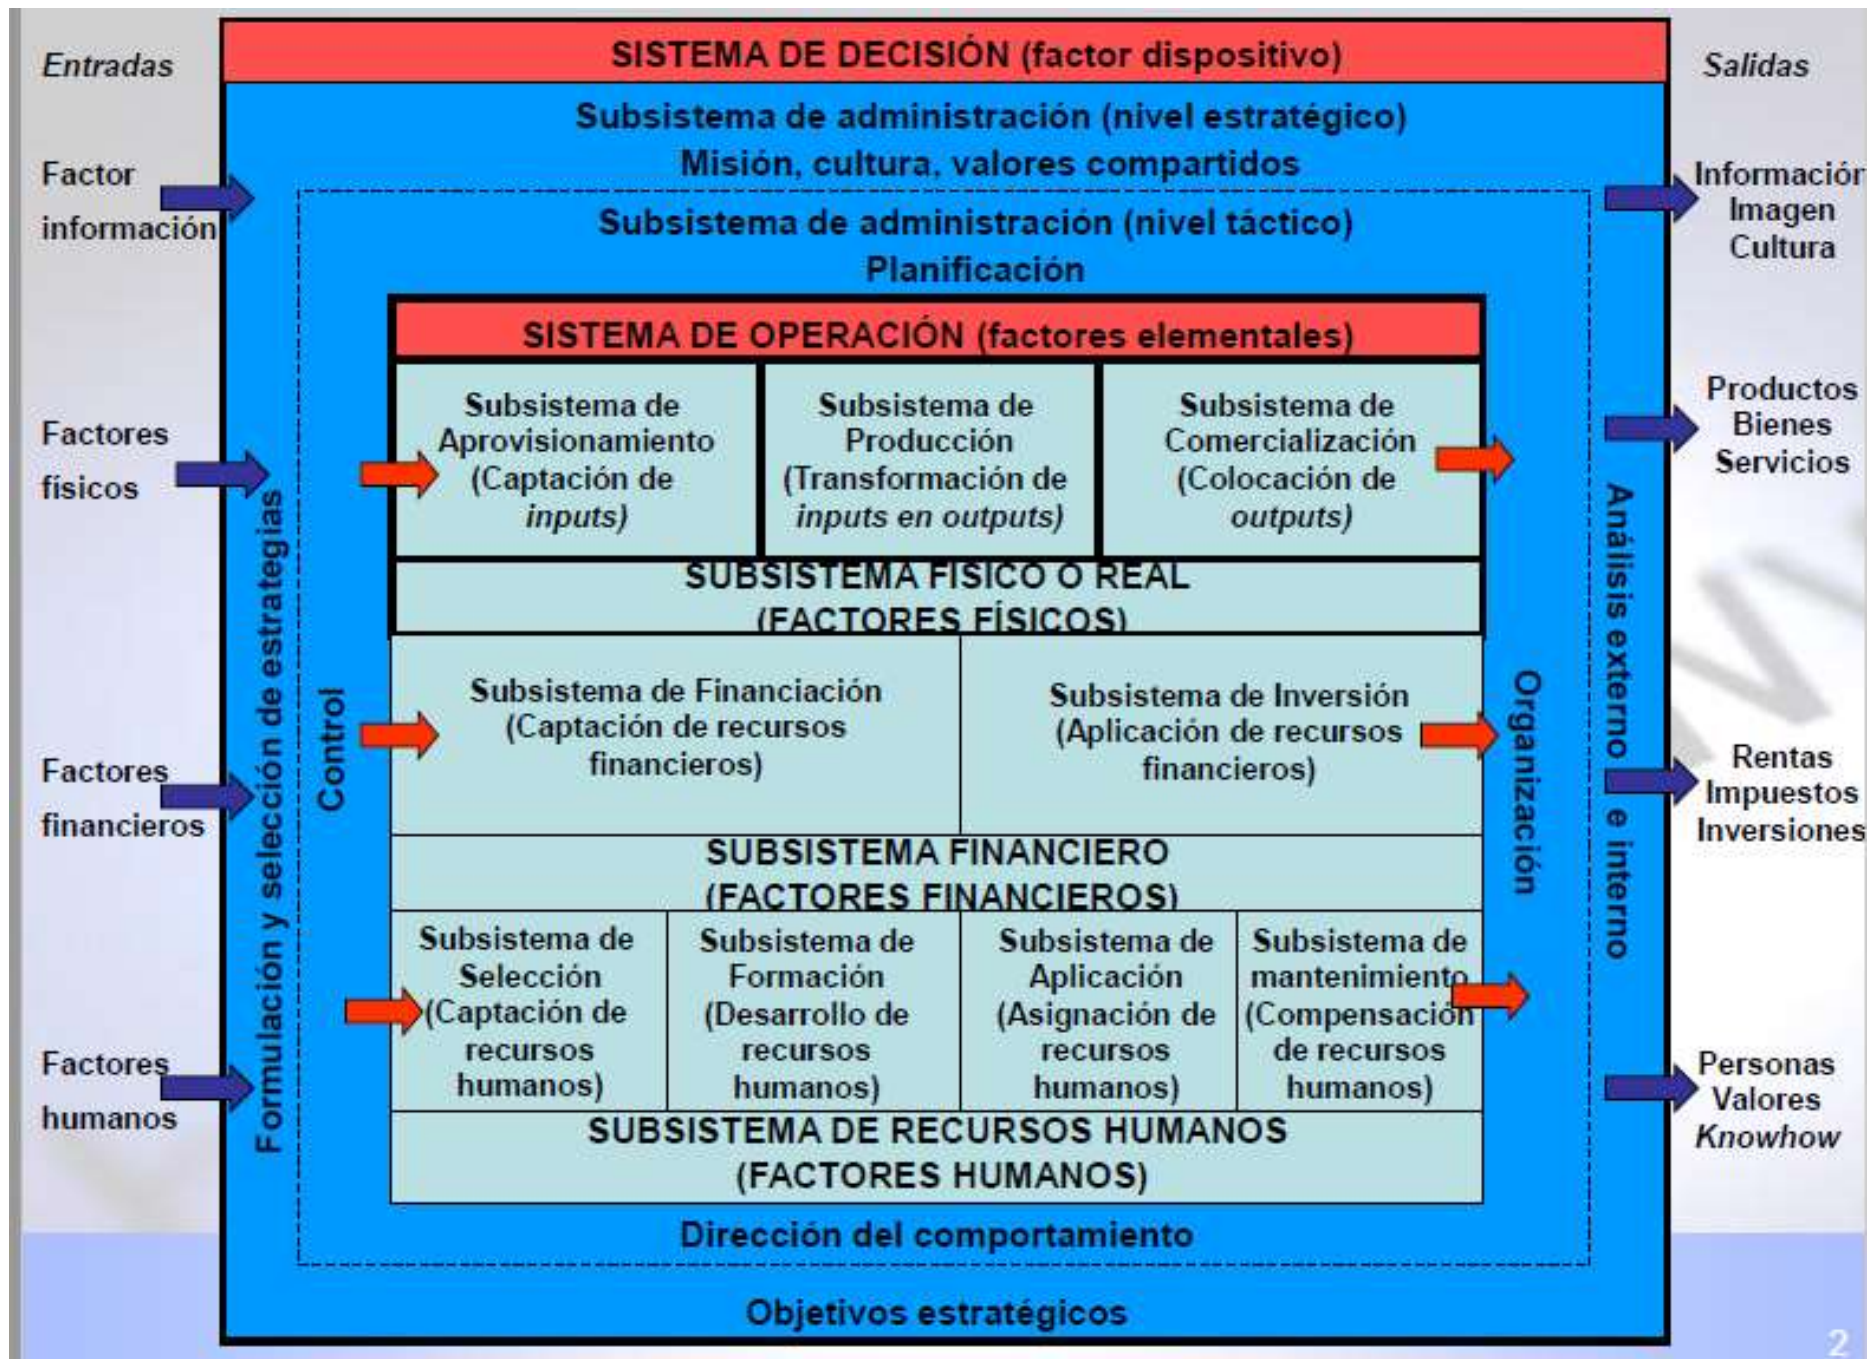 Entradas
SISTEMA DE DECISIÓN (factor dispositivo)
Salidas
Subsistema de administración (nivel estratégico)
Misión, cultura, valores compartidos
Factor
información
Información
Imagen
Cultura
Subsistema de administración (nivel táctico)
Planificación
SISTEMA DE OPERACIÓN (factores elementales)
Factores
físicos
Subsistema de
Aprovisionamiento
(Captación de
inputs)
Subsistema de
Producción
(Transformación de
inputs en outputs)
Subsistema de
Comercialización
(Colocación de
outputs)
Productos
Bienes
Servicios
SUBSISTEMA FÍSICO O REAL
(FACTORES FÍSICOS)
Formulación y selección de estrategias
Control
Organización
Análisis externo e interno
Factores
financieros
Subsistema de Financiación
(Captación de recursos
financieros)
Subsistema de Inversión
(Aplicación de recursos
financieros)
Rentas
Impuestos
Inversiones
SUBSISTEMA FINANCIERO
(FACTORES FINANCIEROS)
Factores
humanos
Subsistema de
Selección
(Captación de
recursos
humanos)
Subsistema de
Formación
(Desarrollo de
recursos
humanos)
Subsistema de
Aplicación
(Asignación de
recursos
humanos)
Subsistema de
mantenimiento
(Compensación
de recursos
humanos)
Personas
Valores
Knowhow
SUBSISTEMA DE RECURSOS HUMANOS
(FACTORES HUMANOS)
Dirección del comportamiento
Objetivos estratégicos
2